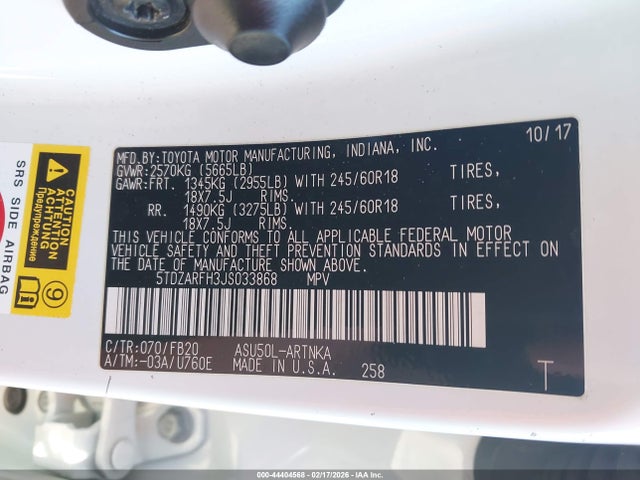 10/17
MFD.BY: TOYOTA MOTOR MANUFACTURING, INDIANA, INC.
GVWR: 2570KG (5665LB)
GAWR: FRT. 1345KG (2955LB) WITH 245/60R18 TIRES,
18X7.5J RIMS.
RR. 1490KG (3275LB) WITH 245/60R18 TIRES,
18X7.5J RIMS.
THIS VEHICLE CONFORMS TO ALL APPLICABLE FEDERAL MOTOR
VEHICLE SAFETY AND THEFT PREVENTION STANDARDS IN EFFECT ON
THE DATE OF MANUFACTURE SHOWN ABOVE.
5TDZARFH3JS033868 MPV
C/TR: 070/FB20 ASU50L-ARTNKA
A/TM: -03A/U760E MADE IN U.S.A. 258 T
SRS SIDE AIRBAG
CAUTION
ATTENTION
ACHTUNG
Предупреждение
9
000-44404568 - 02/17/2026 - IAA Inc.